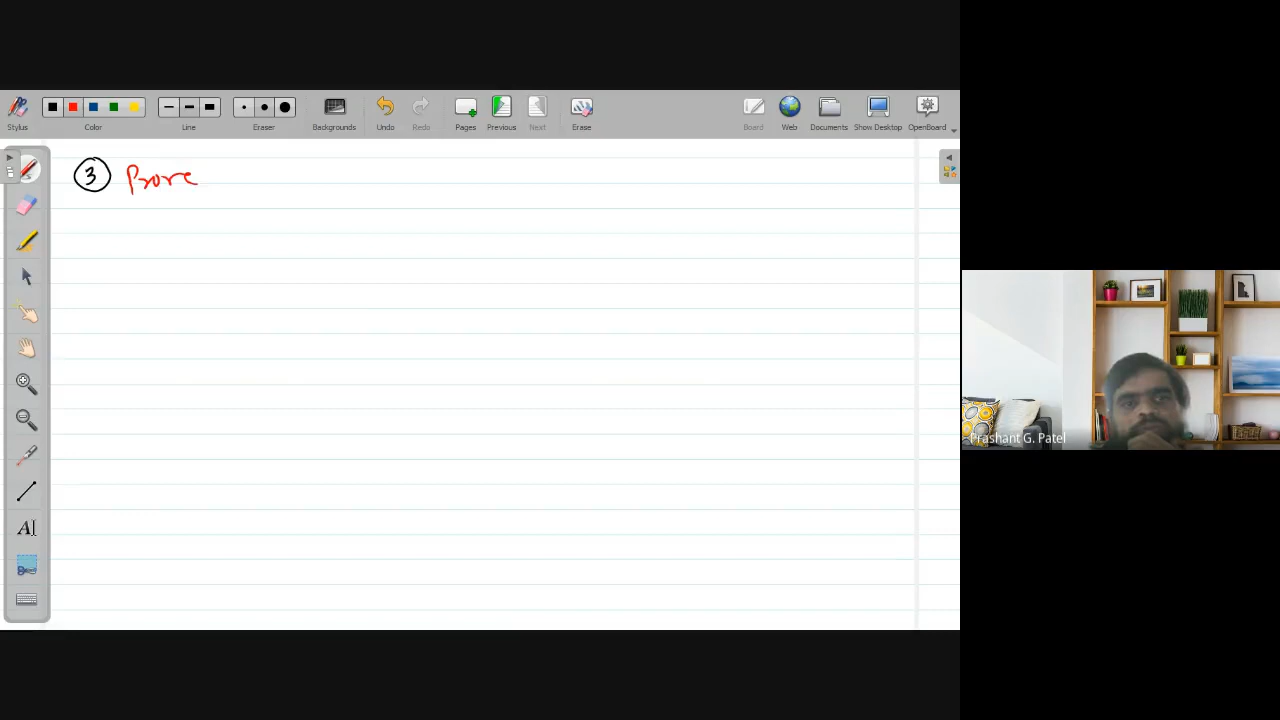 Stylus Color Line Eraser Backgrounds Undo Redo Pages Previous Next Erase Board Web Documents Show Desktop OpenBoard
3 Prove
Prashant G. Patel
A